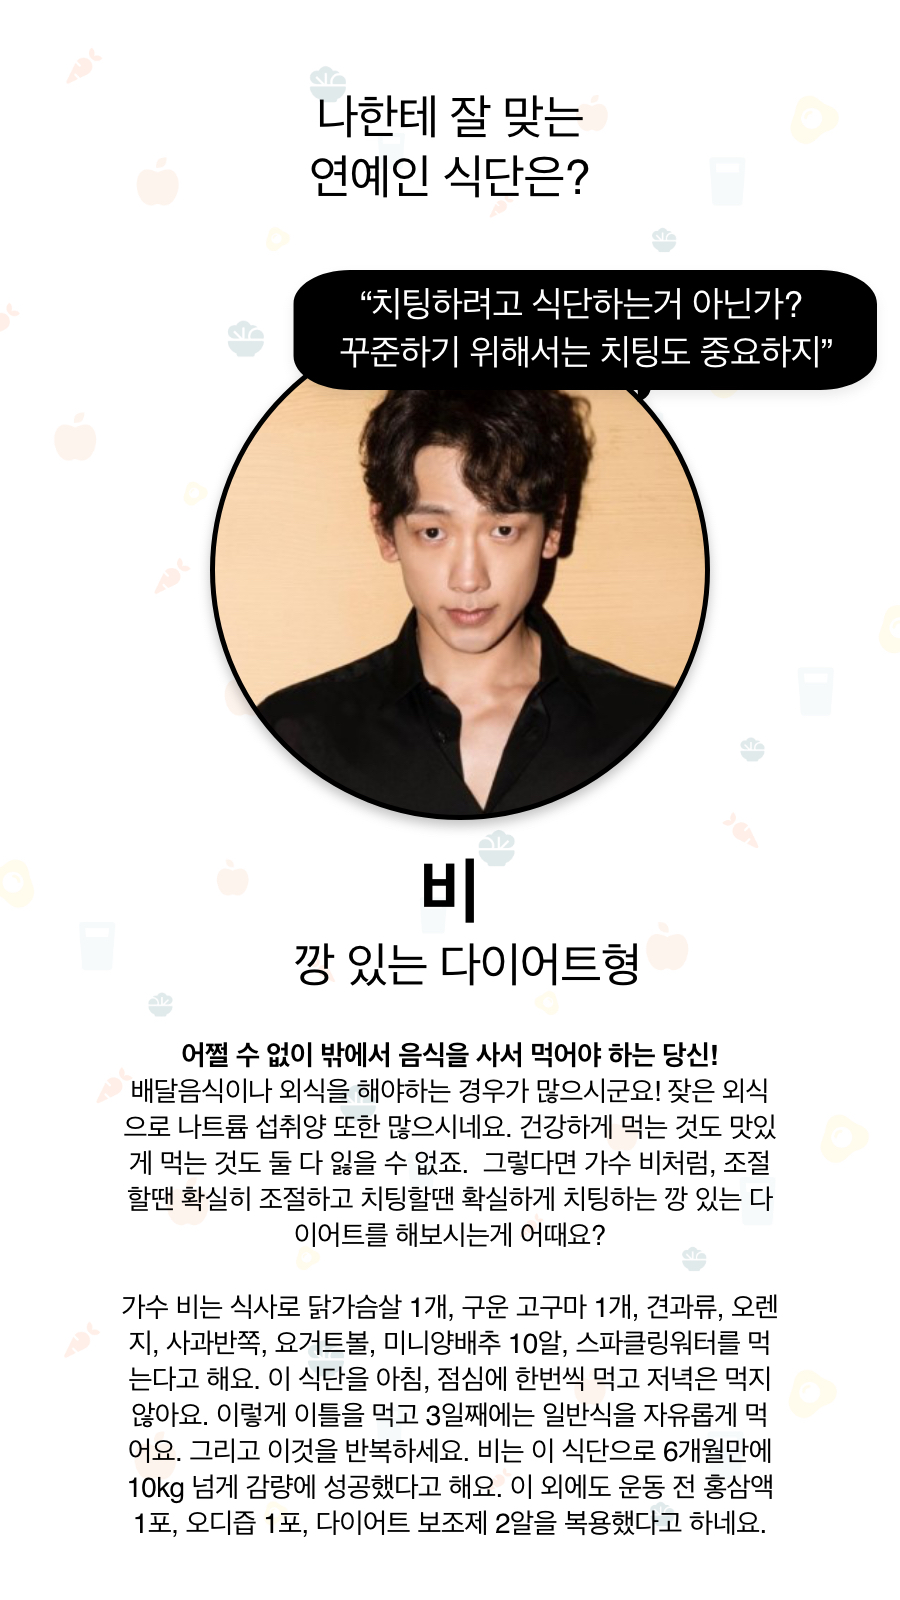 나한테 잘 맞는
연예인 식단은?
“치팅하려고 식단하는거 아닌가?
꾸준하기 위해서는 치팅도 중요하지”
비
깡 있는 다이어트형
어쩔 수 없이 밖에서 음식을 사서 먹어야 하는 당신!
배달음식이나 외식을 해야하는 경우가 많으시군요! 잦은 외식
으로 나트륨 섭취양 또한 많으시네요. 건강하게 먹는 것도 맛있
게 먹는 것도 둘 다 잃을 수 없죠.  그렇다면 가수 비처럼, 조절
할땐 확실히 조절하고 치팅할땐 확실하게 치팅하는 깡 있는 다
이어트를 해보시는게 어때요?
가수 비는 식사로 닭가슴살 1개, 구운 고구마 1개, 견과류, 오렌
지, 사과반쪽, 요거트볼, 미니양배추 10알, 스파클링워터를 먹
는다고 해요. 이 식단을 아침, 점심에 한번씩 먹고 저녁은 먹지
않아요. 이렇게 이틀을 먹고 3일째에는 일반식을 자유롭게 먹
어요. 그리고 이것을 반복하세요. 비는 이 식단으로 6개월만에
10kg 넘게 감량에 성공했다고 해요. 이 외에도 운동 전 홍삼액
1포, 오디즙 1포, 다이어트 보조제 2알을 복용했다고 하네요.